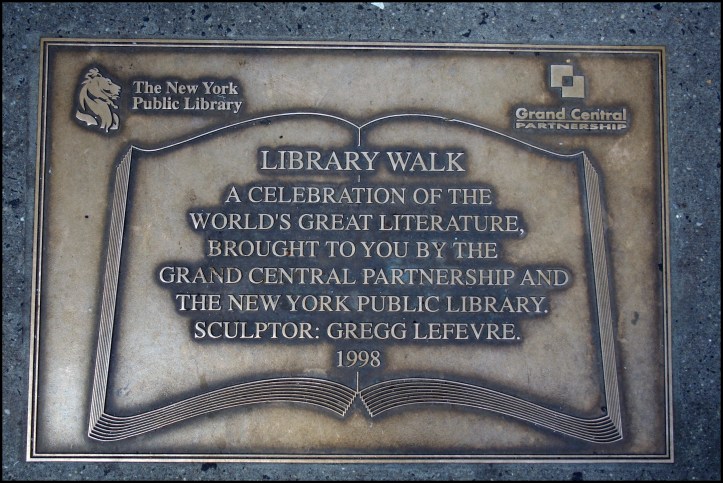 The New York
Public Library
Grand Central
PARTNERSHIP
LIBRARY WALK
A CELEBRATION OF THE
WORLD'S GREAT LITERATURE,
BROUGHT TO YOU BY THE
GRAND CENTRAL PARTNERSHIP AND
THE NEW YORK PUBLIC LIBRARY.
SCULPTOR: GREGG LEFEVRE.
1998